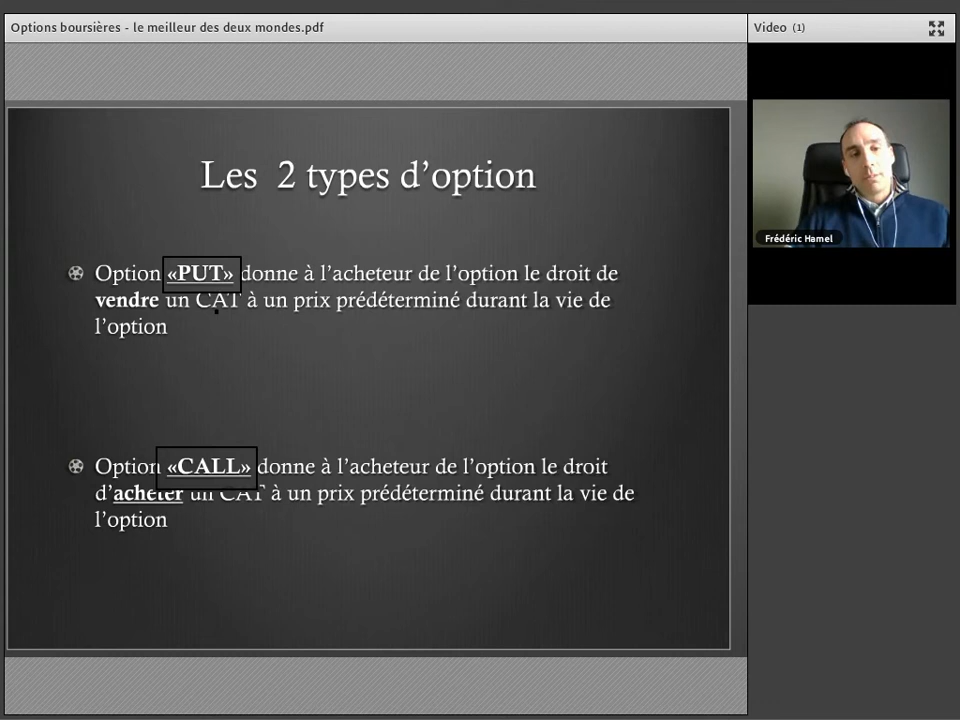 Options boursières - le meilleur des deux mondes.pdf
Video (1)
Les 2 types d’option
Option «PUT» donne à l’acheteur de l’option le droit de
vendre un CAT à un prix prédéterminé durant la vie de
l’option
Option «CALL» donne à l’acheteur de l’option le droit
d’acheter un CAT à un prix prédéterminé durant la vie de
l’option
Frédéric Hamel